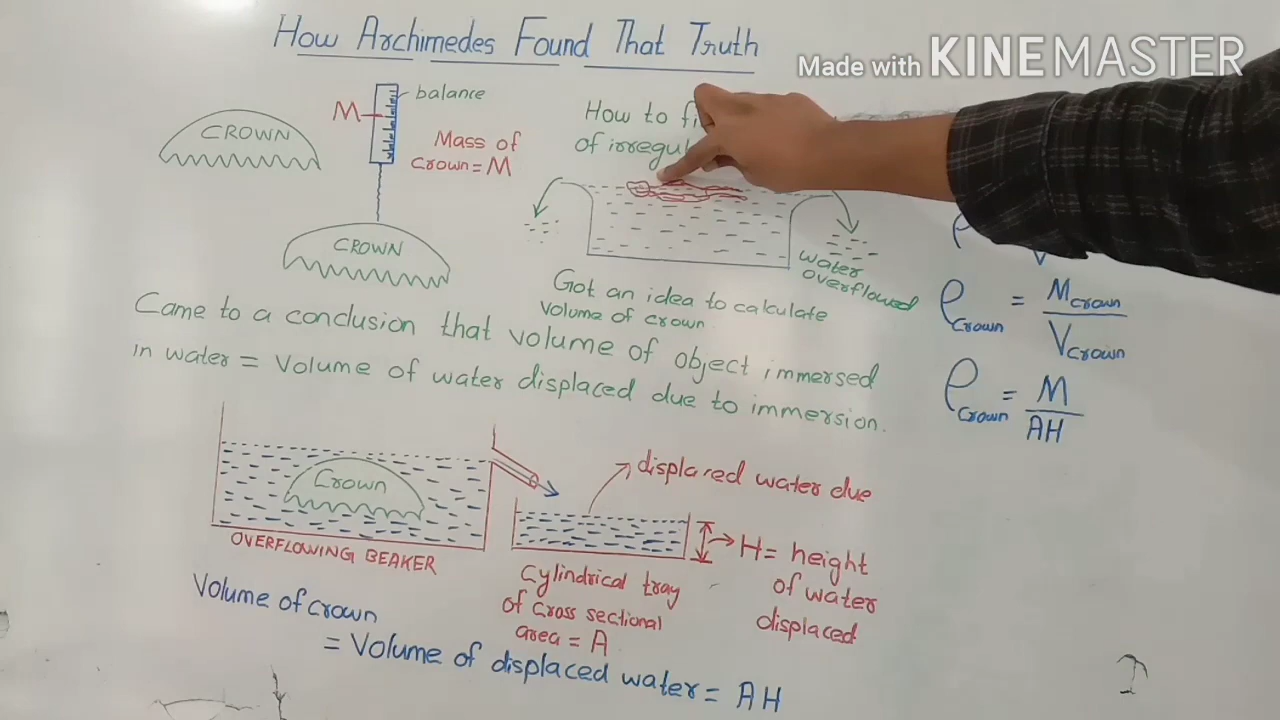 How Archimedes Found That Truth
Made with KINEMASTER
CROWN
M
balance
Mass of
Crown = M
CROWN
How to
of
water
overflowed
Got an idea to calculate
volume of crown.
Came to a conclusion that volume of object immersed
in water = Volume of water displaced due to immersion.
ρ
V
ρCrown = MCrown
VCrown
ρCrown = M
AH
Crown
OVERFLOWING BEAKER
displaced water due
H = height
of water
displaced
Cylindrical tray
of cross sectional
area = A
Volume of crown
= Volume of displaced water = AH